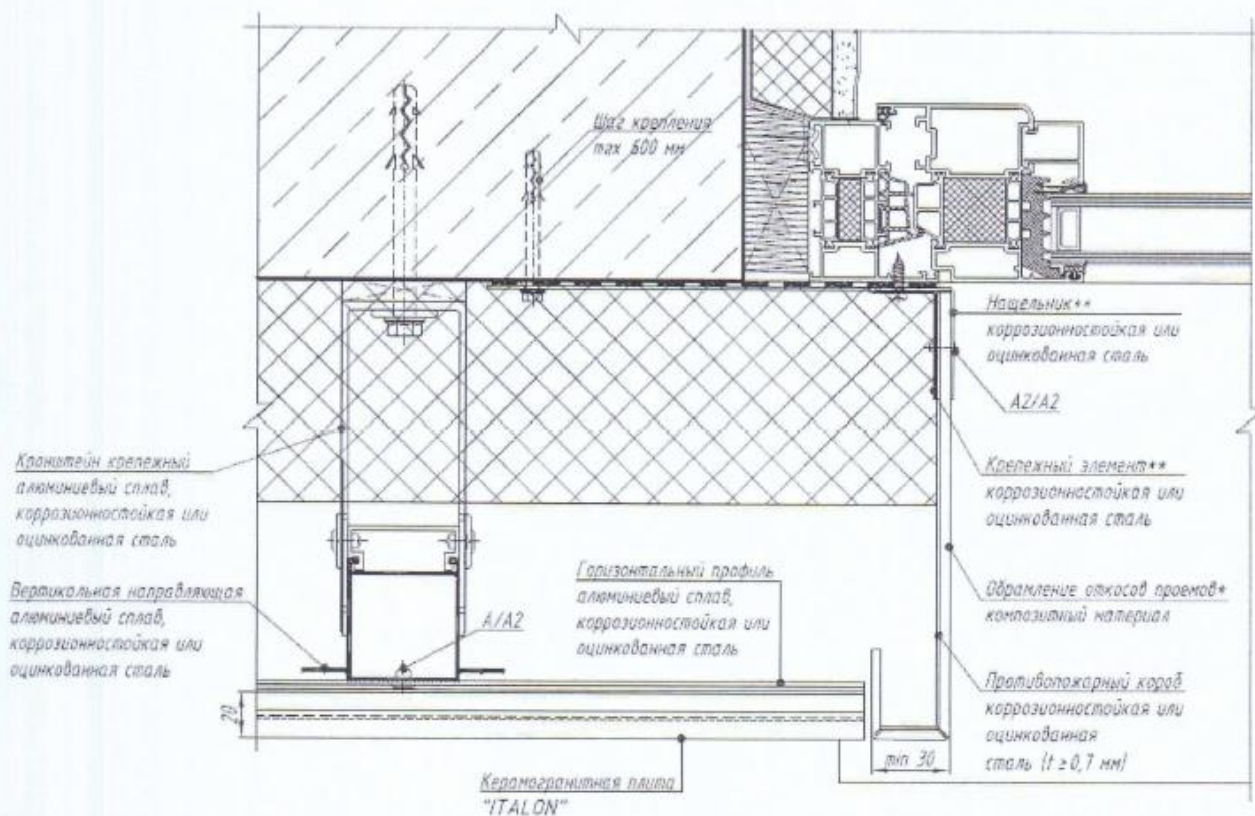 Шаг крепления
max 600 мм
Нащельник**
коррозионностойкая или
оцинкованная сталь
А2/А2
Крепежный элемент**
коррозионностойкая или
оцинкованная сталь
Кронштейн крепежный
алюминиевый сплав,
коррозионностойкая или
оцинкованная сталь
Вертикальная направляющая
алюминиевый сплав,
коррозионностойкая или
оцинкованная сталь
А/А2
Горизонтальный профиль
алюминиевый сплав,
коррозионностойкая или
оцинкованная сталь
Обрамление откосов проемов*
композитный материал
Противопожарный короб
коррозионностойкая или
оцинкованная
сталь (t ≥ 0,7 мм)
20
min 30
Керамогранитная плита
"ITALON"